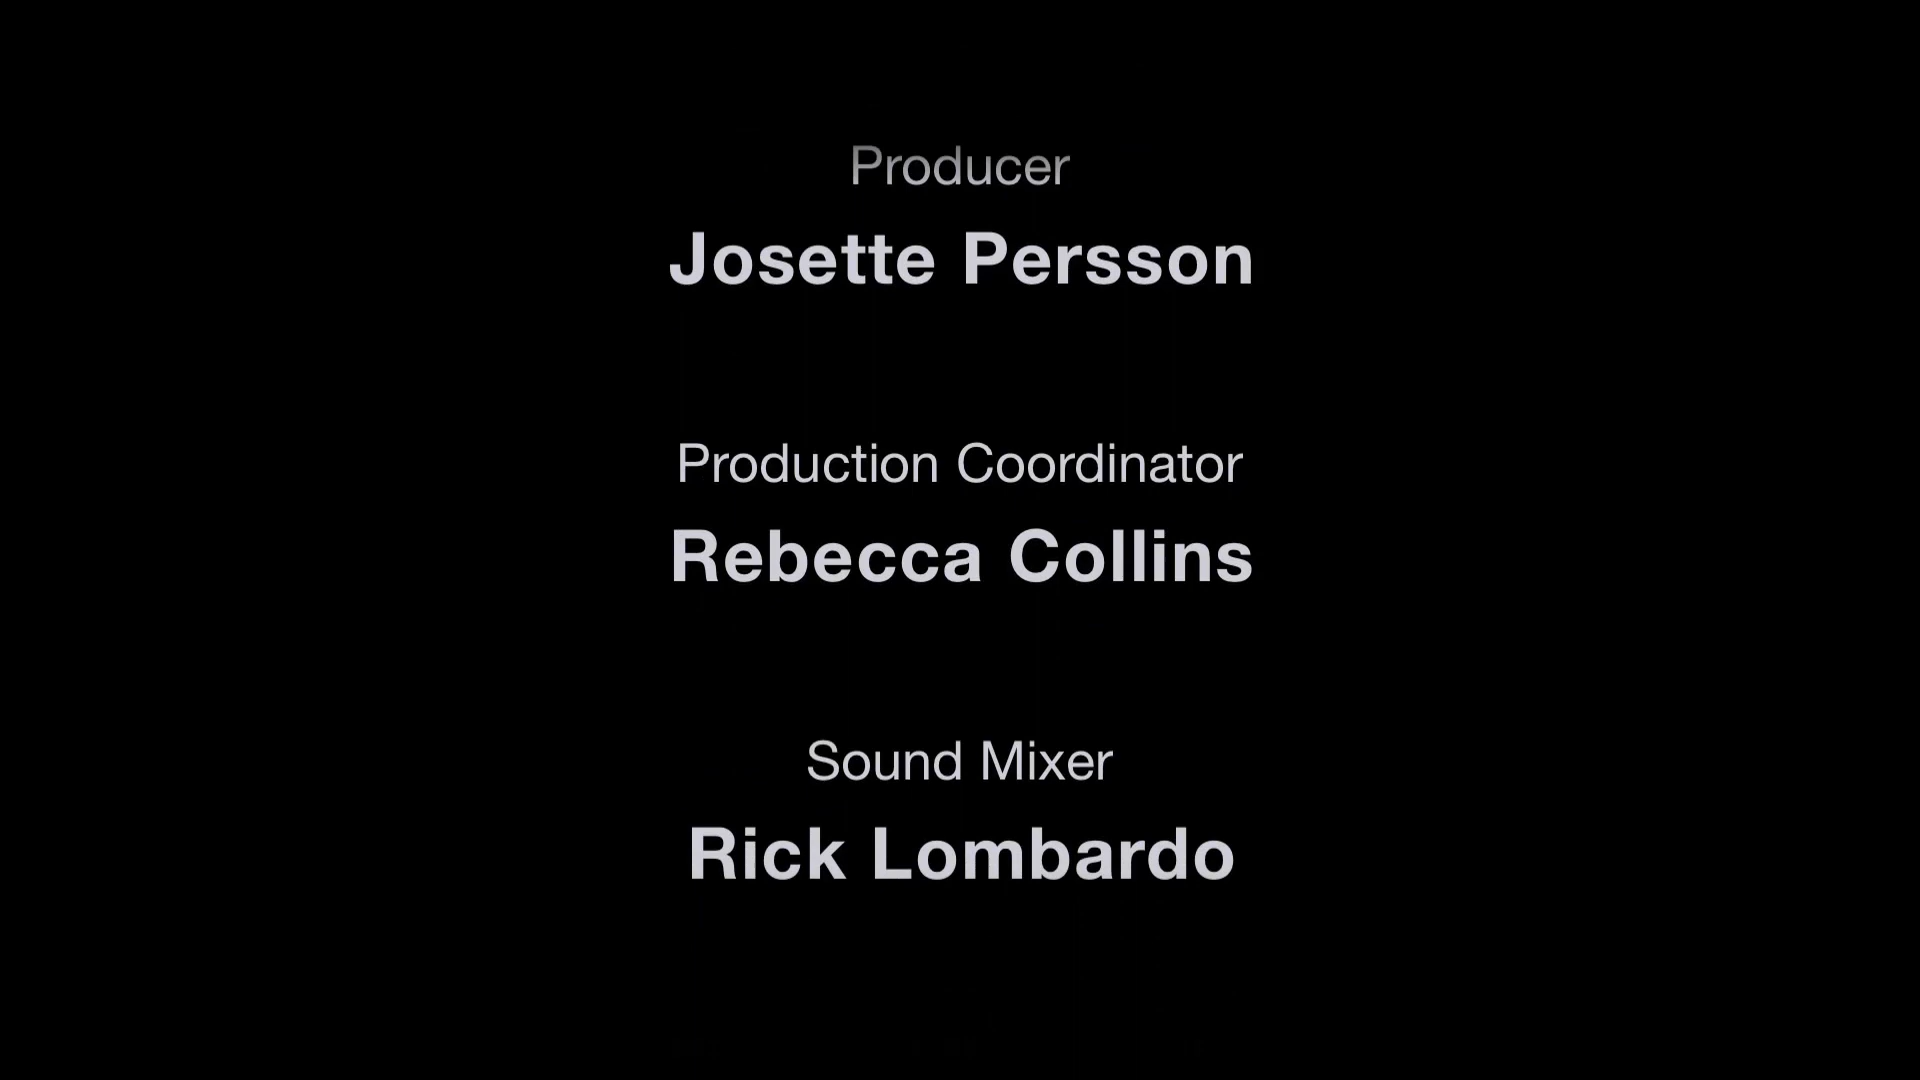 Producer
Josette Persson
Production Coordinator
Rebecca Collins
Sound Mixer
Rick Lombardo